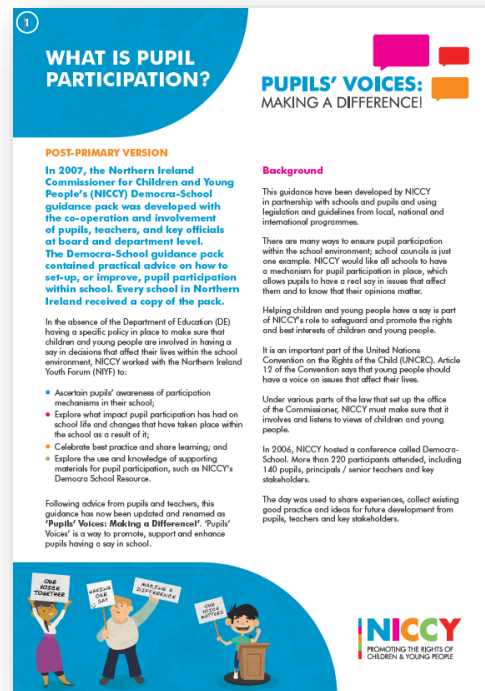 1
WHAT IS PUPIL
PARTICIPATION?
PUPILS' VOICES:
MAKING A DIFFERENCE!
POST-PRIMARY VERSION
In 2007, the Northern Ireland
Commissioner for Children and Young
People's (NICCY) Democra-School
guidance pack was developed with
the co-operation and involvement
of pupils, teachers, and key officials
at board and department level.
The Democra-School guidance pack
contained practical advice on how to
set-up, or improve, pupil participation
within school. Every school in Northern
Ireland received a copy of the pack.
In the absence of the Department of Education (DE)
having a specific policy in place to make sure that
children and young people are involved in having a
say in decisions that affect their lives within the school
environment, NICCY worked with the Northern Ireland
Youth Forum (NIYF) to:
• Ascertain pupils' awareness of participation
mechanisms in their school;
• Explore what impact pupil participation has had on
school life and changes that have taken place within
the school as a result of it;
• Celebrate best practice and share learning; and
• Explore the use and knowledge of supporting
materials for pupil participation, such as NICCY's
Democra School Resource.
Following advice from pupils and teachers, this
guidance has now been updated and renamed as
'Pupils' Voices: Making a Difference!'. 'Pupils'
Voices' is a way to promote, support and enhance
pupils having a say in school.
Background
This guidance have been developed by NICCY
in partnership with schools and pupils and using
legislation and guidelines from local, national and
international programmes.
There are many ways to ensure pupil participation
within the school environment; school councils is just
one example. NICCY would like all schools to have
a mechanism for pupil participation in place, which
allows pupils to have a real say in issues that affect
them and to know that their opinions matter.
Helping children and young people have a say is part
of NICCY's role to safeguard and promote the rights
and best interests of children and young people.
It is an important part of the United Nations
Convention on the Rights of the Child (UNCRC). Article
12 of the Convention says that young people should
have a voice on issues that affect their lives.
Under various parts of the law that set up the office
of the Commissioner, NICCY must make sure that it
involves and listens to views of children and young
people.
In 2006, NICCY hosted a conference called Democra-
School. More than 220 participants attended, including
140 pupils, principals / senior teachers and key
stakeholders.
The day was used to share experiences, collect existing
good practice and ideas for future development from
pupils, teachers and key stakeholders.
OUR
VOICE
TOGETHER
HAVING
OUR
SAY
MAKING A
DIFFERENCE
OUR
VOICE
MATTERS
NICCY
PROMOTING THE RIGHTS OF
CHILDREN & YOUNG PEOPLE